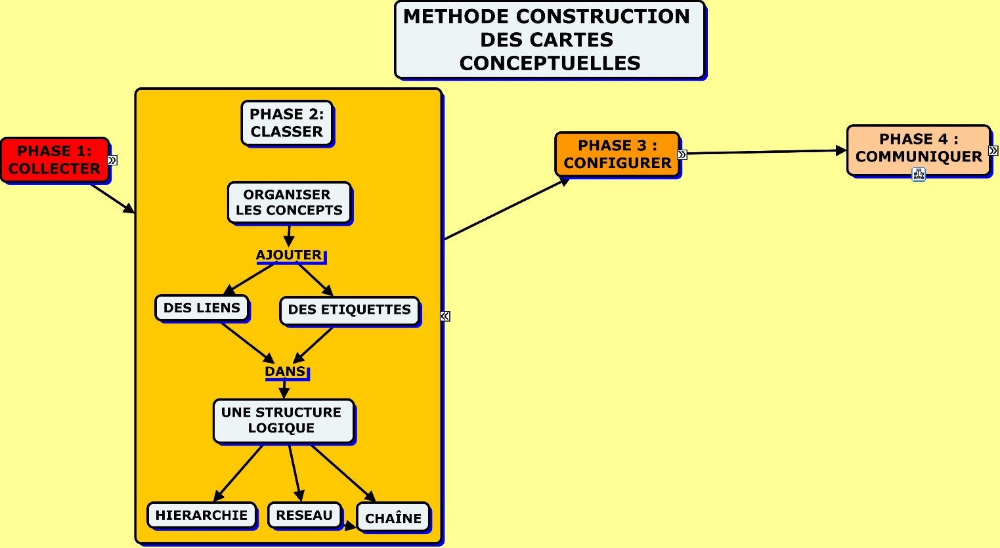 METHODE CONSTRUCTION
DES CARTES
CONCEPTUELLES
PHASE 1:
COLLECTER
PHASE 2:
CLASSER
ORGANISER
LES CONCEPTS
AJOUTER
DES LIENS
DES ETIQUETTES
DANS
UNE STRUCTURE
LOGIQUE
HIERARCHIE
RESEAU
CHAÎNE
PHASE 3 :
CONFIGURER
PHASE 4 :
COMMUNIQUER